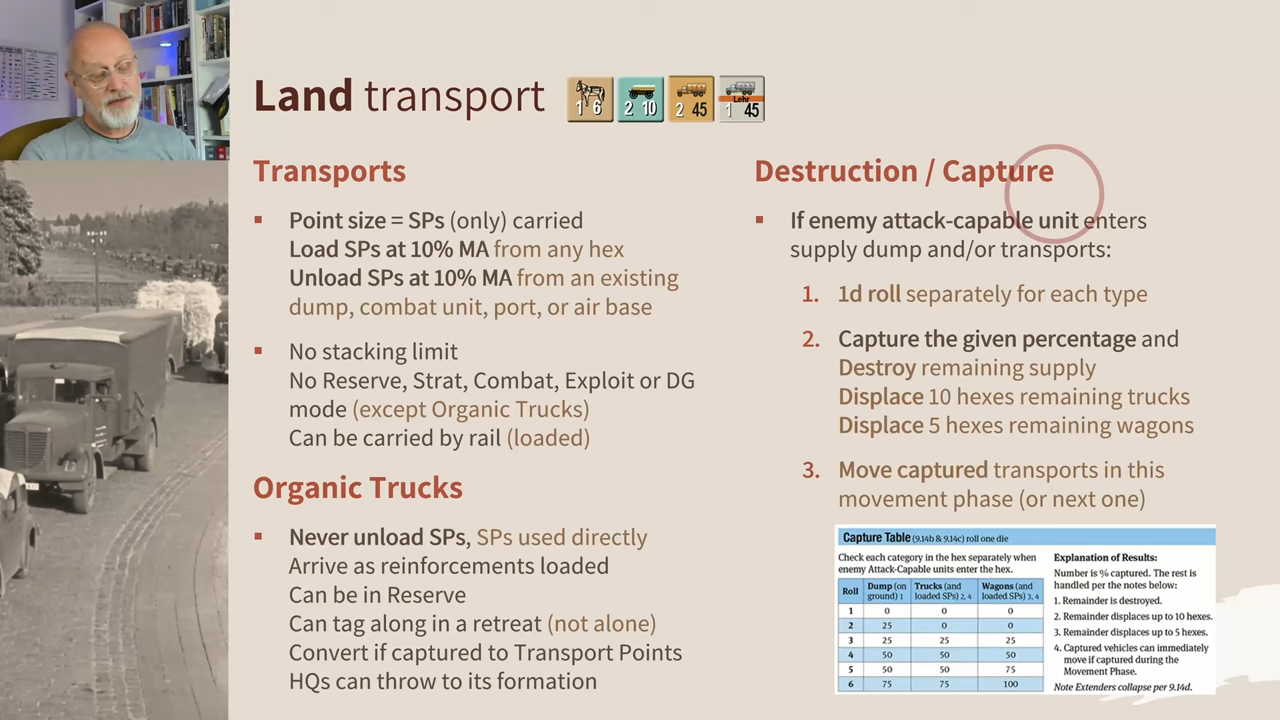 Land transport
1 6
2 10
2 45
Lehr
1 45
Transports
▪ Point size = SPs (only) carried
Load SPs at 10% MA from any hex
Unload SPs at 10% MA from an existing
dump, combat unit, port, or air base
▪ No stacking limit
No Reserve, Strat, Combat, Exploit or DG
mode (except Organic Trucks)
Can be carried by rail (loaded)
Organic Trucks
▪ Never unload SPs, SPs used directly
Arrive as reinforcements loaded
Can be in Reserve
Can tag along in a retreat (not alone)
Convert if captured to Transport Points
HQs can throw to its formation
Destruction / Capture
▪ If enemy attack-capable unit enters
supply dump and/or transports:
1. 1d roll separately for each type
2. Capture the given percentage and
Destroy remaining supply
Displace 10 hexes remaining trucks
Displace 5 hexes remaining wagons
3. Move captured transports in this
movement phase (or next one)
Capture Table (9.14b & 9.14c) roll one die
Check each category in the hex separately when
enemy Attack-Capable units enter the hex.
Roll Dump (on ground) 1 Trucks (and loaded SPs) 2, 4 Wagons (and loaded SPs) 3, 4
1 0 0 0
2 25 0 0
3 25 25 25
4 50 50 50
5 50 50 75
6 75 75 100
Explanation of Results:
Number is % captured. The rest is
handled per the notes below:
1. Remainder is destroyed.
2. Remainder displaces up to 10 hexes.
3. Remainder displaces up to 5 hexes.
4. Captured vehicles can immediately
move if captured during the
Movement Phase.
Note Extenders collapse per 9.14d.